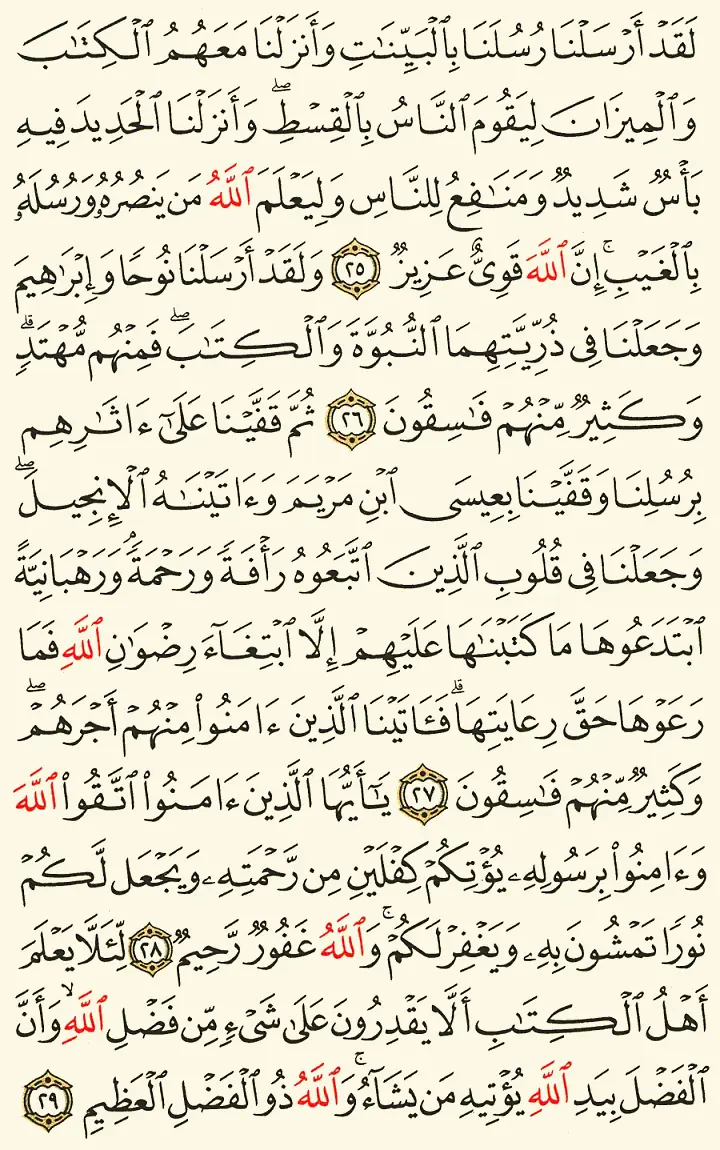 لَقَدۡ أَرۡسَلۡنَا رُسُلَنَا بِٱلۡبَيِّنَٰتِ وَأَنزَلۡنَا مَعَهُمُ ٱلۡكِتَٰبَ
وَٱلۡمِيزَانَ لِيَقُومَ ٱلنَّاسُ بِٱلۡقِسۡطِۖ وَأَنزَلۡنَا ٱلۡحَدِيدَ فِيهِ
بَأۡسٞ شَدِيدٞ وَمَنَٰفِعُ لِلنَّاسِ وَلِيَعۡلَمَ ٱللَّهُ مَن يَنصُرُهُۥ وَرُسُلَهُۥ
بِٱلۡغَيۡبِۚ إِنَّ ٱللَّهَ قَوِيٌّ عَزِيزٞ ٢٥ وَلَقَدۡ أَرۡسَلۡنَا نُوحٗا وَإِبۡرَٰهِيمَ
وَجَعَلۡنَا فِي ذُرِّيَّتِهِمَا ٱلنُّبُوَّةَ وَٱلۡكِتَٰبَۖ فَمِنۡهُم مُّهۡتَدٖۖ
وَكَثِيرٞ مِّنۡهُمۡ فَٰسِقُونَ ٢٦ ثُمَّ قَفَّيۡنَا عَلَىٰٓ ءَاثَٰرِهِم
بِرُسُلِنَا وَقَفَّيۡنَا بِعِيسَى ٱبۡنِ مَرۡيَمَ وَءَاتَيۡنَٰهُ ٱلۡإِنجِيلَۖ
وَجَعَلۡنَا فِي قُلُوبِ ٱلَّذِينَ ٱتَّبَعُوهُ رَأۡفَةٗ وَرَحۡمَةٗۚ وَرَهۡبَانِيَّةً
ٱبۡتَدَعُوهَا مَا كَتَبۡنَٰهَا عَلَيۡهِمۡ إِلَّا ٱبۡتِغَآءَ رِضۡوَٰنِ ٱللَّهِ فَمَا
رَعَوۡهَا حَقَّ رِعَايَتِهَاۖ فَـَٔاتَيۡنَا ٱلَّذِينَ ءَامَنُواْ مِنۡهُمۡ أَجۡرَهُمۡۖ
وَكَثِيرٞ مِّنۡهُمۡ فَٰسِقُونَ ٢٧ يَٰٓأَيُّهَا ٱلَّذِينَ ءَامَنُواْ ٱتَّقُواْ ٱللَّهَ
وَءَامِنُواْ بِرَسُولِهِۦ يُؤۡتِكُمۡ كِفۡلَيۡنِ مِن رَّحۡمَتِهِۦ وَيَجۡعَل لَّكُمۡ
نُورٗا تَمۡشُونَ بِهِۦ وَيَغۡفِرۡ لَكُمۡۚ وَٱللَّهُ غَفُورٞ رَّحِيمٞ ٢٨ لِّئَلَّا يَعۡلَمَ
أَهۡلُ ٱلۡكِتَٰبِ أَلَّا يَقۡدِرُونَ عَلَىٰ شَيۡءٖ مِّن فَضۡلِ ٱللَّهِۙ وَأَنَّ
ٱلۡفَضۡلَ بِيَدِ ٱللَّهِ يُؤۡتِيهِ مَن يَشَآءُۚ وَٱللَّهُ ذُو ٱلۡفَضۡلِ ٱلۡعَظِيمِ ٢٩